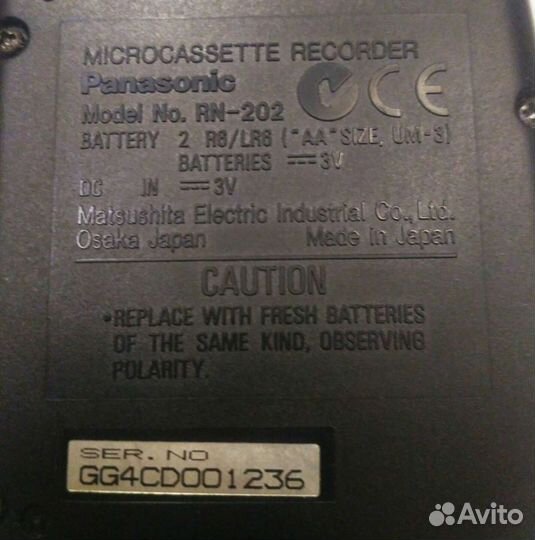 MICROCASSETTE RECORDER
Panasonic
Model No. RN-202
BATTERY 2 R6/LR6 ("AA" SIZE, UM-3)
BATTERIES ⎓ 3V
DC IN ⎓ 3V
Matsushita Electric Industrial Co., Ltd.
Osaka Japan Made in Japan
CAUTION
•REPLACE WITH FRESH BATTERIES
OF THE SAME KIND, OBSERVING
POLARITY.
SER. NO
GG4CD001236
Avito